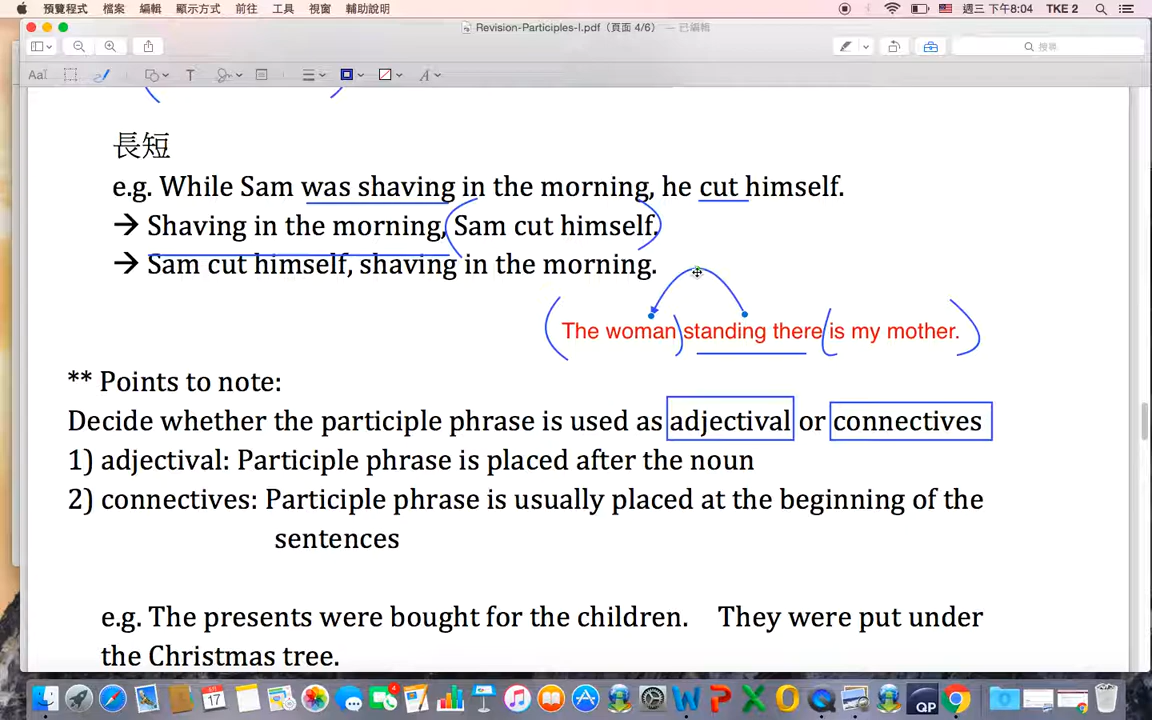 預覽程式 檔案 編輯 顯示方式 前往 工具 視窗 輔助說明 週三 下午8:04 TKE 2
Revision-Participles-I.pdf（頁面 4/6） — 已編輯
搜尋
長短
e.g. While Sam was shaving in the morning, he cut himself.
→ Shaving in the morning, Sam cut himself.
→ Sam cut himself, shaving in the morning.
The woman standing there is my mother.
** Points to note:
Decide whether the participle phrase is used as adjectival or connectives
1) adjectival: Participle phrase is placed after the noun
2) connectives: Participle phrase is usually placed at the beginning of the
sentences
e.g. The presents were bought for the children. They were put under
the Christmas tree.
17
4
QP